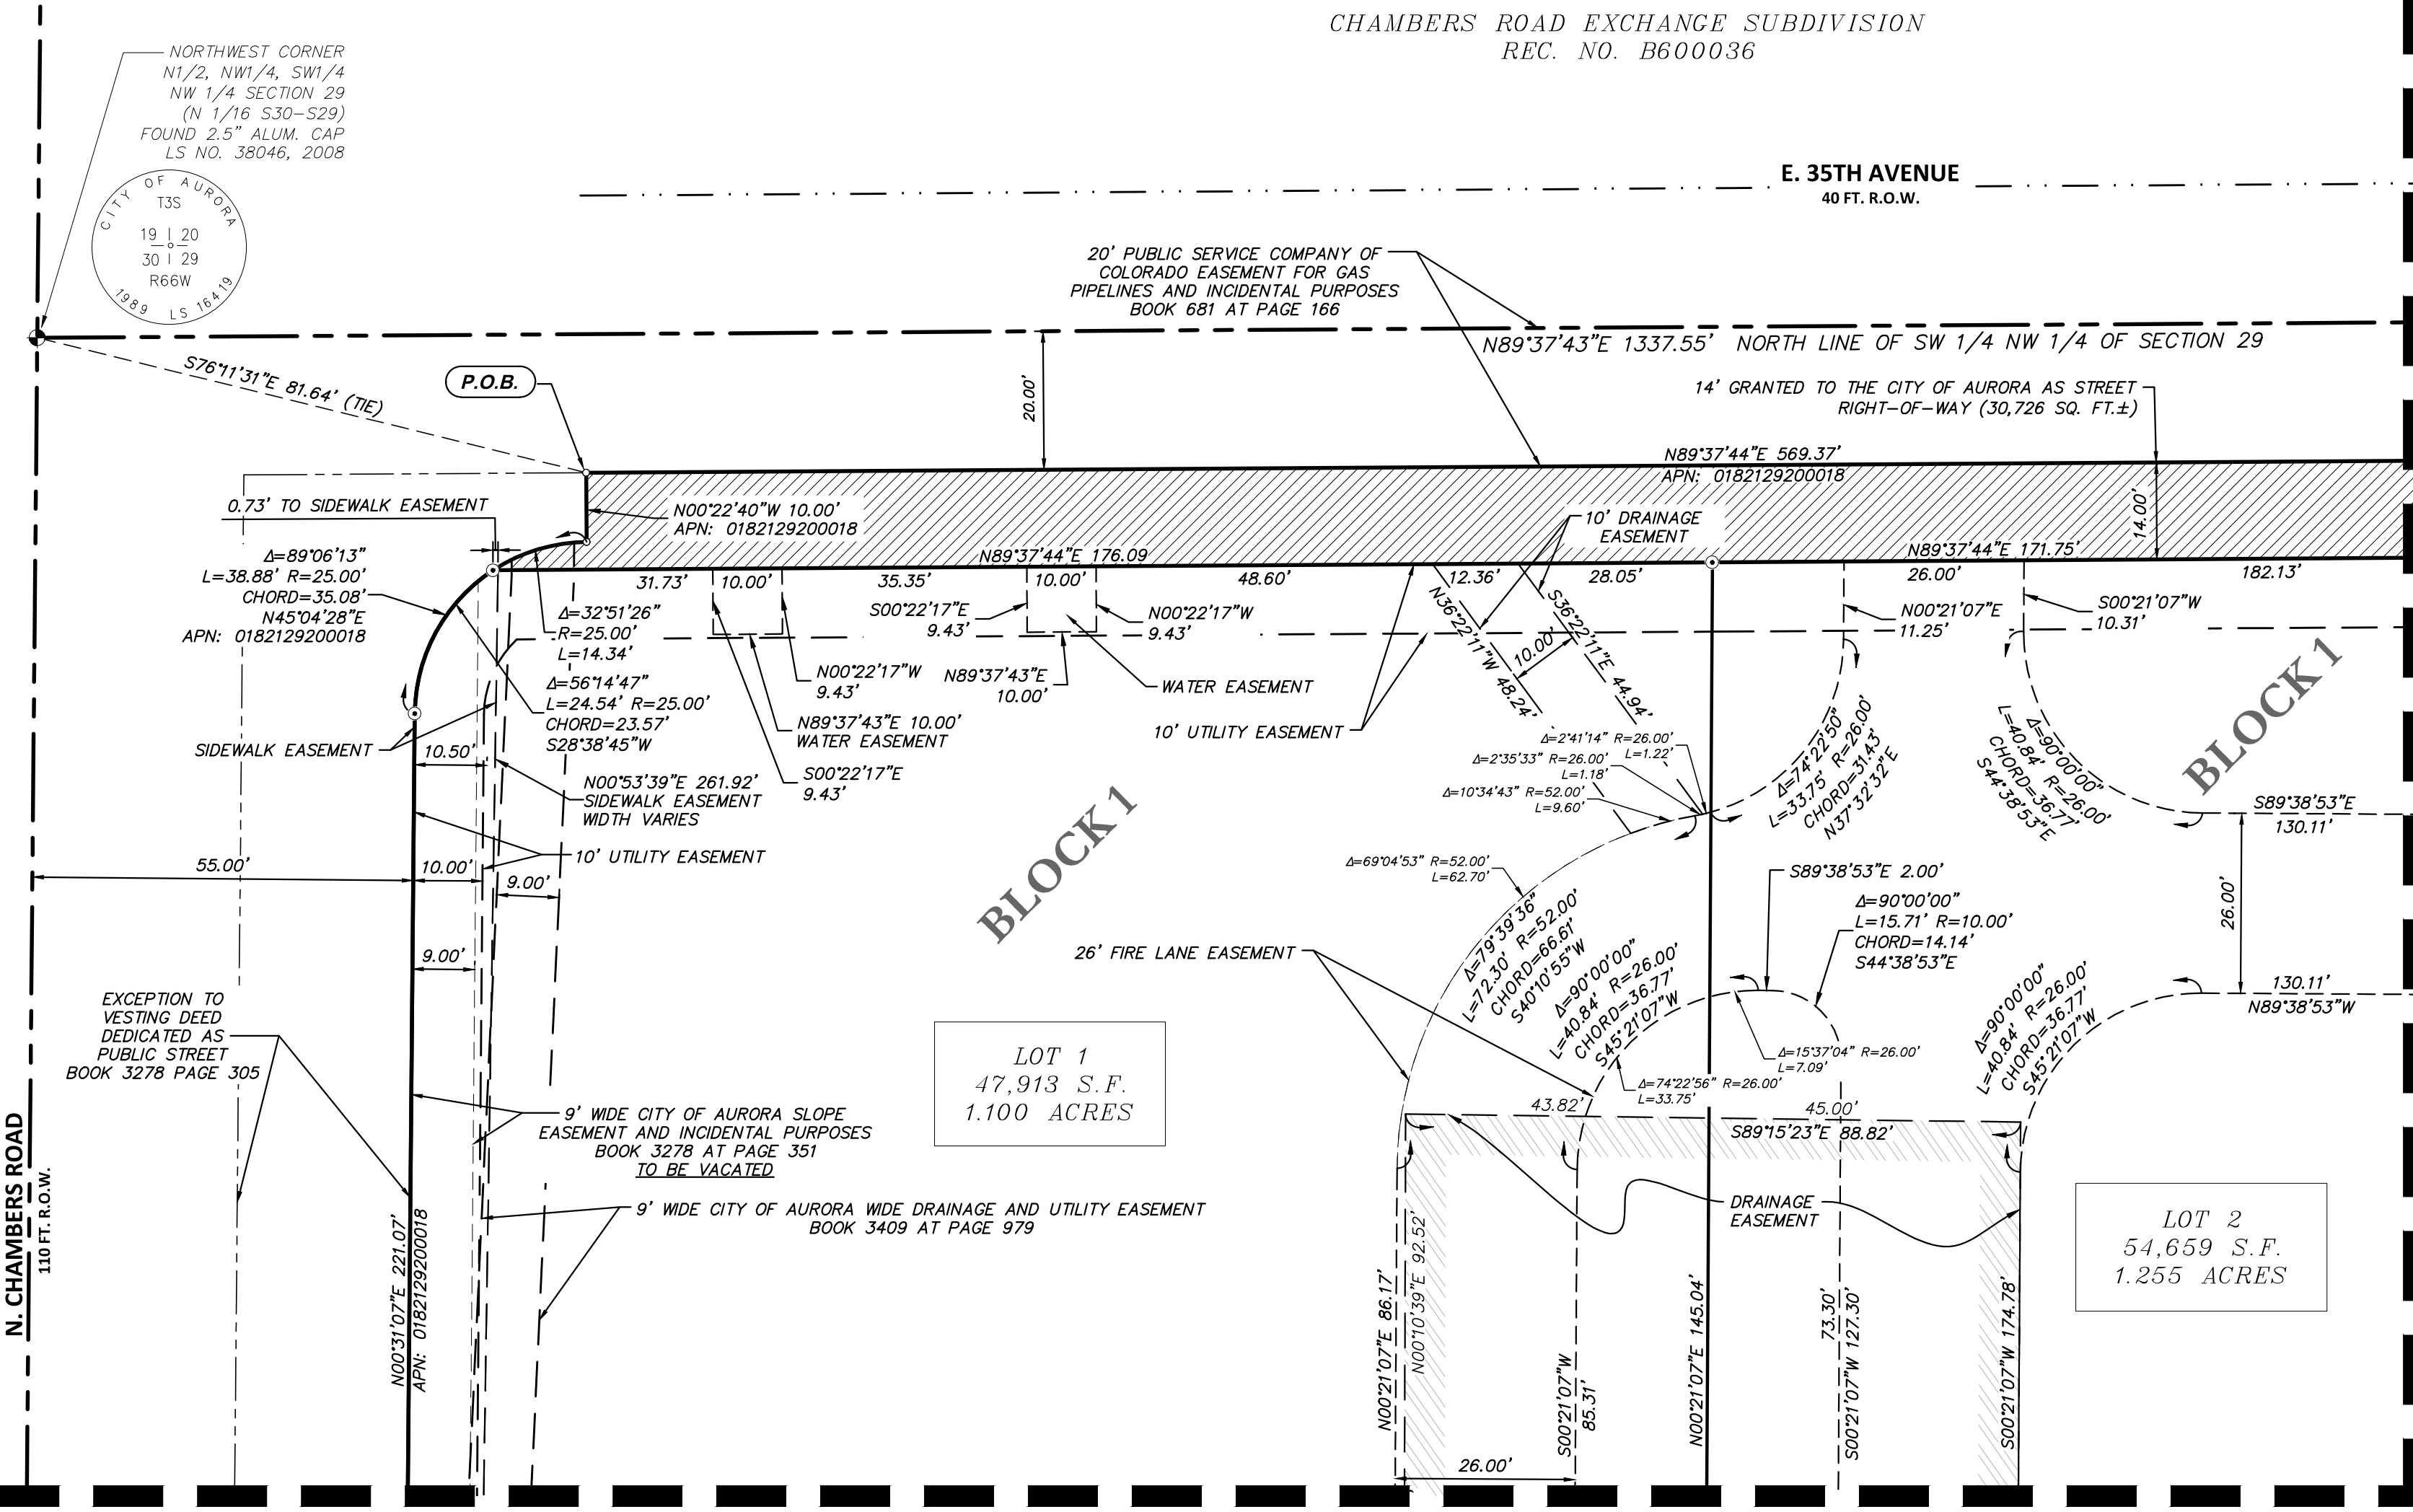 CHAMBERS ROAD EXCHANGE SUBDIVISION
REC. NO. B600036
NORTHWEST CORNER
N1/2, NW1/4, SW1/4
NW 1/4 SECTION 29
(N 1/16 S30-S29)
FOUND 2.5" ALUM. CAP
LS NO. 38046, 2008
CITY OF AURORA
T3S
19 20
30 29
R66W
1989 LS 16419
E. 35TH AVENUE
40 FT. R.O.W.
20' PUBLIC SERVICE COMPANY OF
COLORADO EASEMENT FOR GAS
PIPELINES AND INCIDENTAL PURPOSES
BOOK 681 AT PAGE 166
N89°37'43"E 1337.55' NORTH LINE OF SW 1/4 NW 1/4 OF SECTION 29
S76°11'31"E 81.64' (TIE)
P.O.B.
20.00'
14' GRANTED TO THE CITY OF AURORA AS STREET
RIGHT-OF-WAY (30,726 SQ. FT.±)
N89°37'44"E 569.37'
APN: 0182129200018
14.00'
0.73' TO SIDEWALK EASEMENT
N00°22'40"W 10.00'
APN: 0182129200018
10' DRAINAGE
EASEMENT
Δ=89°06'13"
L=38.88' R=25.00'
CHORD=35.08'
N45°04'28"E
APN: 0182129200018
N89°37'44"E 176.09
N89°37'44"E 171.75'
31.73'
10.00'
35.35'
10.00'
48.60'
12.36'
28.05'
26.00'
182.13'
Δ=32°51'26"
R=25.00'
L=14.34'
S00°22'17"E
9.43'
N00°22'17"W
9.43'
N36°22'11"W 48.24'
S36°22'11"E 44.94'
10.00'
N00°21'07"E
11.25'
S00°21'07"W
10.31'
N00°22'17"W
9.43'
N89°37'43"E
10.00'
WATER EASEMENT
Δ=56°14'47"
L=24.54' R=25.00'
CHORD=23.57'
S28°38'45"W
N89°37'43"E 10.00'
WATER EASEMENT
10' UTILITY EASEMENT
S00°22'17"E
9.43'
SIDEWALK EASEMENT
10.50'
N00°53'39"E 261.92'
SIDEWALK EASEMENT
WIDTH VARIES
Δ=2°41'14" R=26.00'
L=1.22'
Δ=2°35'33" R=26.00'
L=1.18'
Δ=10°34'43" R=52.00'
L=9.60'
Δ=74°22'50"
L=33.75' R=26.00'
CHORD=31.43'
N37°32'32"E
Δ=90°00'00"
L=40.84' R=26.00'
CHORD=36.77'
S44°38'53"E
BLOCK 1
BLOCK 1
S89°38'53"E
130.11'
10' UTILITY EASEMENT
55.00'
10.00'
9.00'
9.00'
Δ=69°04'53" R=52.00'
L=62.70'
S89°38'53"E 2.00'
Δ=90°00'00"
L=15.71' R=10.00'
CHORD=14.14'
S44°38'53"E
26.00'
26' FIRE LANE EASEMENT
Δ=79°39'36"
L=72.30' R=52.00'
CHORD=66.61'
S40°10'55"W
Δ=90°00'00"
L=40.84' R=26.00'
CHORD=36.77'
S45°21'07"W
Δ=90°00'00"
L=40.84' R=26.00'
CHORD=36.77'
S45°21'07"W
130.11'
N89°38'53"W
EXCEPTION TO
VESTING DEED
DEDICATED AS
PUBLIC STREET
BOOK 3278 PAGE 305
LOT 1
47,913 S.F.
1.100 ACRES
Δ=15°37'04" R=26.00'
L=7.09'
Δ=74°22'56" R=26.00'
L=33.75'
43.82'
45.00'
S89°15'23"E 88.82'
9' WIDE CITY OF AURORA SLOPE
EASEMENT AND INCIDENTAL PURPOSES
BOOK 3278 AT PAGE 351
TO BE VACATED
9' WIDE CITY OF AURORA WIDE DRAINAGE AND UTILITY EASEMENT
BOOK 3409 AT PAGE 979
DRAINAGE
EASEMENT
LOT 2
54,659 S.F.
1.255 ACRES
N. CHAMBERS ROAD
110 FT. R.O.W.
N00°31'07"E 221.07'
APN: 0182129200018
N00°21'07"E 86.17'
N00°10'39"E 92.52'
S00°21'07"W
85.31'
N00°21'07"E 145.04'
73.30'
S00°21'07"W 127.30'
S00°21'07"W 174.78'
26.00'